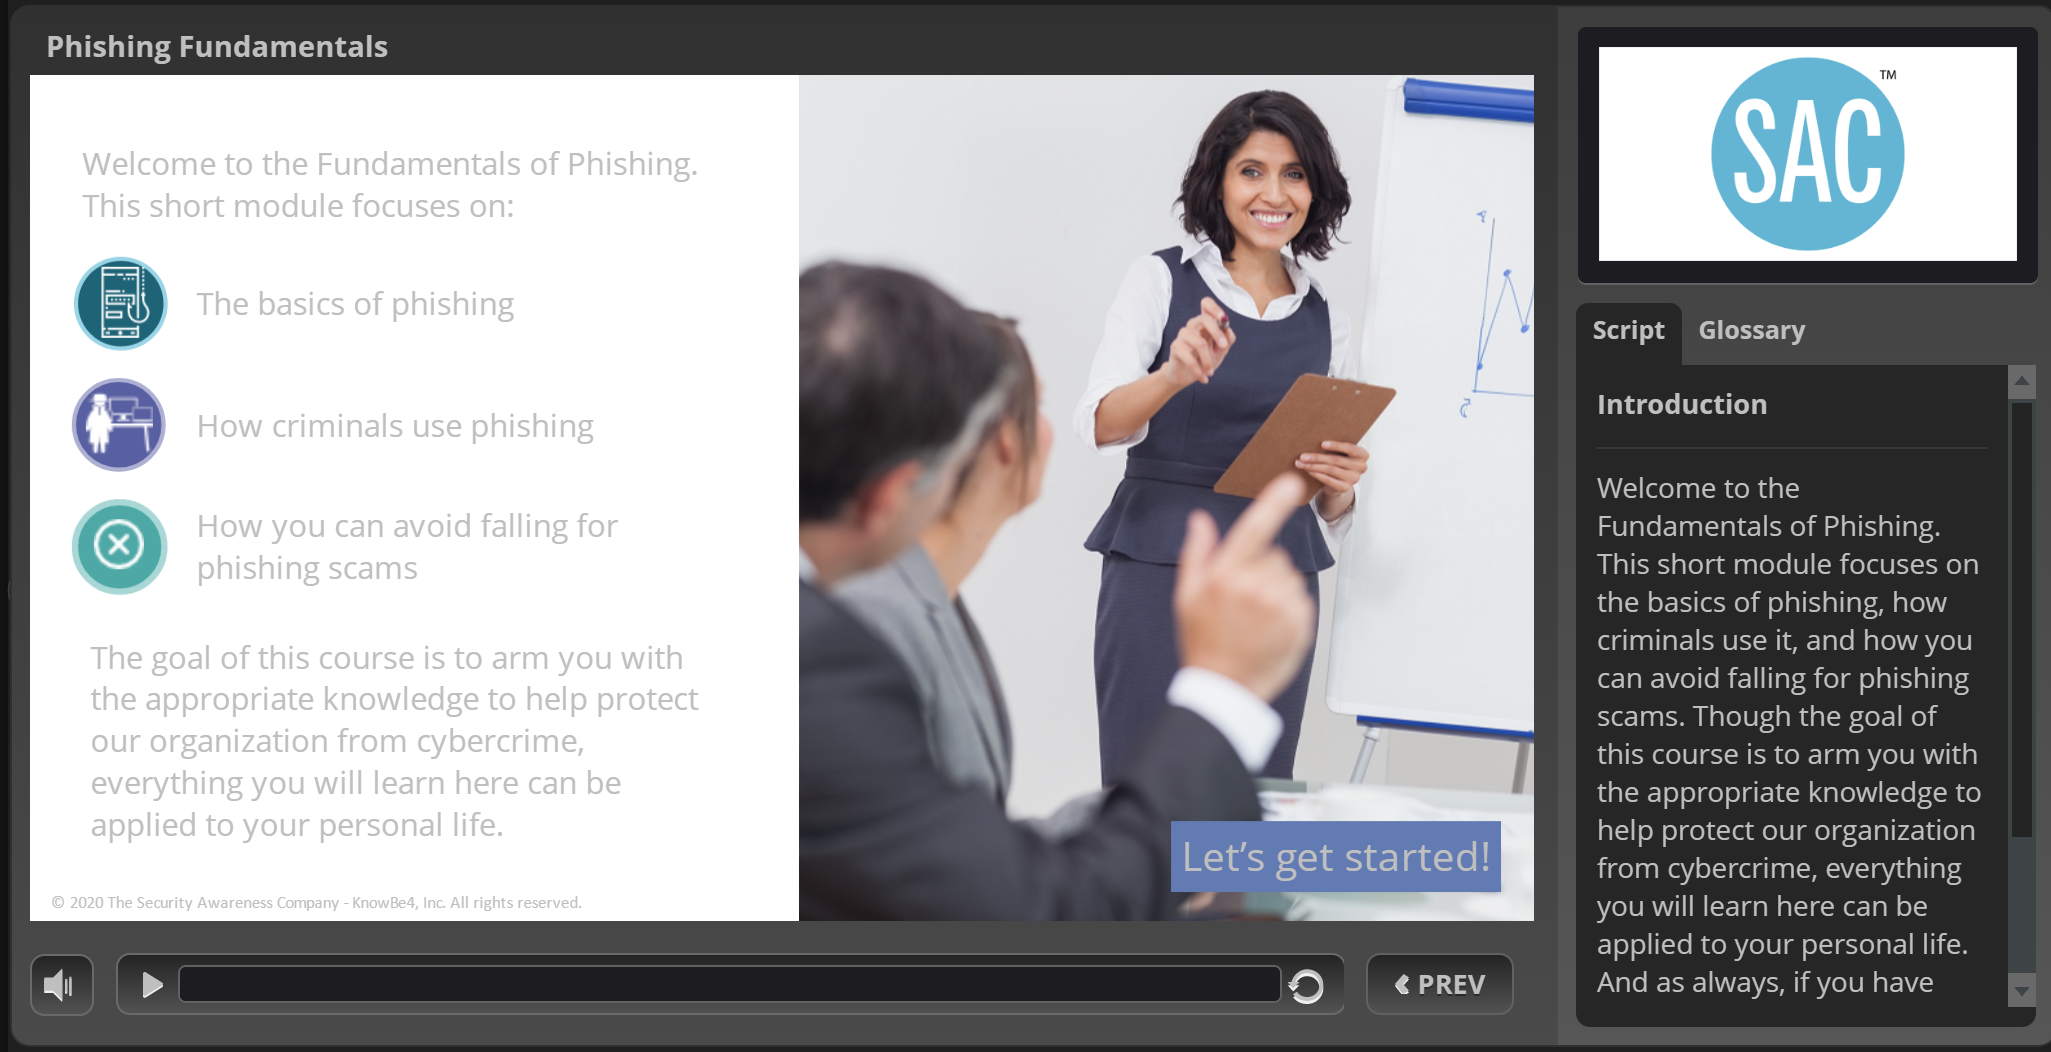 Phishing Fundamentals
Welcome to the Fundamentals of Phishing.
This short module focuses on:
The basics of phishing
How criminals use phishing
How you can avoid falling for
phishing scams
The goal of this course is to arm you with
the appropriate knowledge to help protect
our organization from cybercrime,
everything you will learn here can be
applied to your personal life.
Let’s get started!
© 2020 The Security Awareness Company - KnowBe4, Inc. All rights reserved.
PREV
SAC
TM
Script
Glossary
Introduction
Welcome to the
Fundamentals of Phishing.
This short module focuses on
the basics of phishing, how
criminals use it, and how you
can avoid falling for phishing
scams. Though the goal of
this course is to arm you with
the appropriate knowledge to
help protect our organization
from cybercrime, everything
you will learn here can be
applied to your personal life.
And as always, if you have